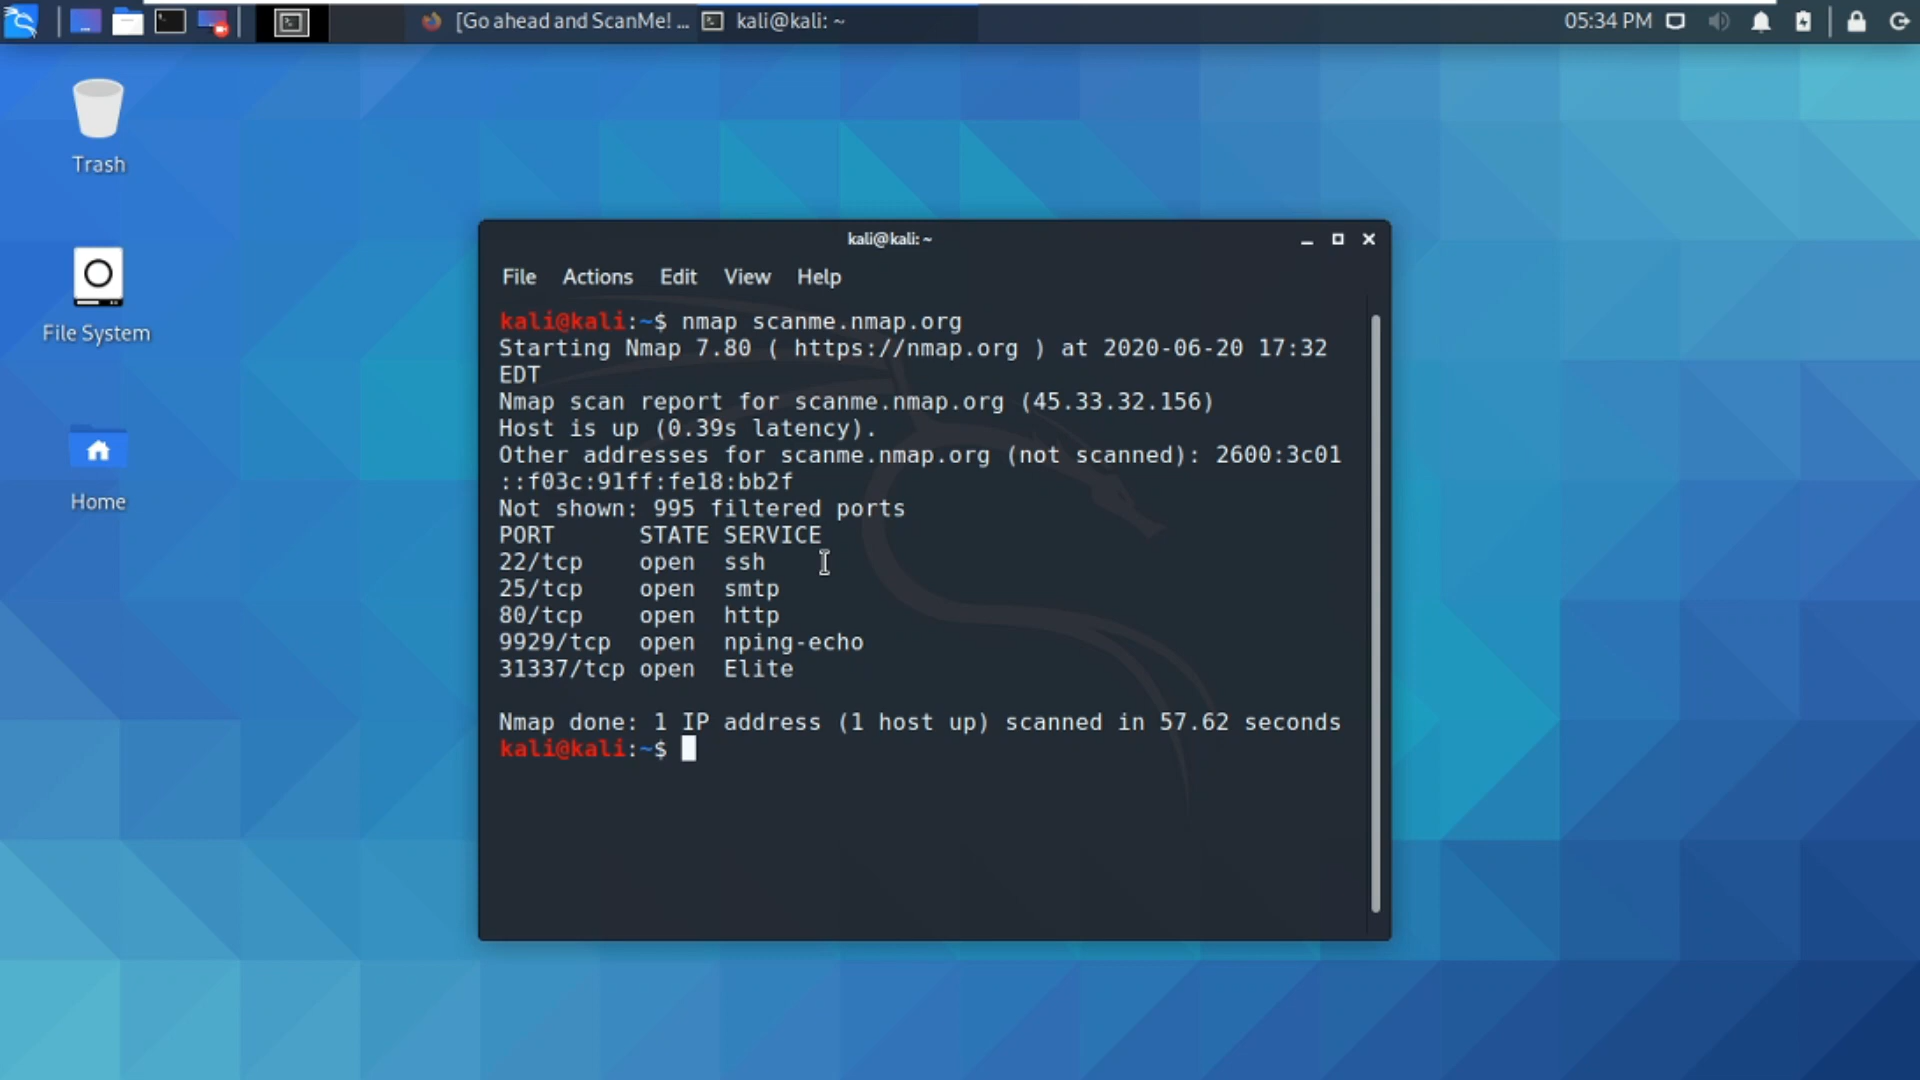 [Go ahead and ScanMe! ...
kali@kali: ~
05:34 PM
Trash
File System
Home
kali@kali: ~
File Actions Edit View Help
kali@kali:~$ nmap scanme.nmap.org
Starting Nmap 7.80 ( https://nmap.org ) at 2020-06-20 17:32
EDT
Nmap scan report for scanme.nmap.org (45.33.32.156)
Host is up (0.39s latency).
Other addresses for scanme.nmap.org (not scanned): 2600:3c01
::f03c:91ff:fe18:bb2f
Not shown: 995 filtered ports
PORT      STATE SERVICE
22/tcp    open  ssh
25/tcp    open  smtp
80/tcp    open  http
9929/tcp  open  nping-echo
31337/tcp open  Elite
Nmap done: 1 IP address (1 host up) scanned in 57.62 seconds
kali@kali:~$